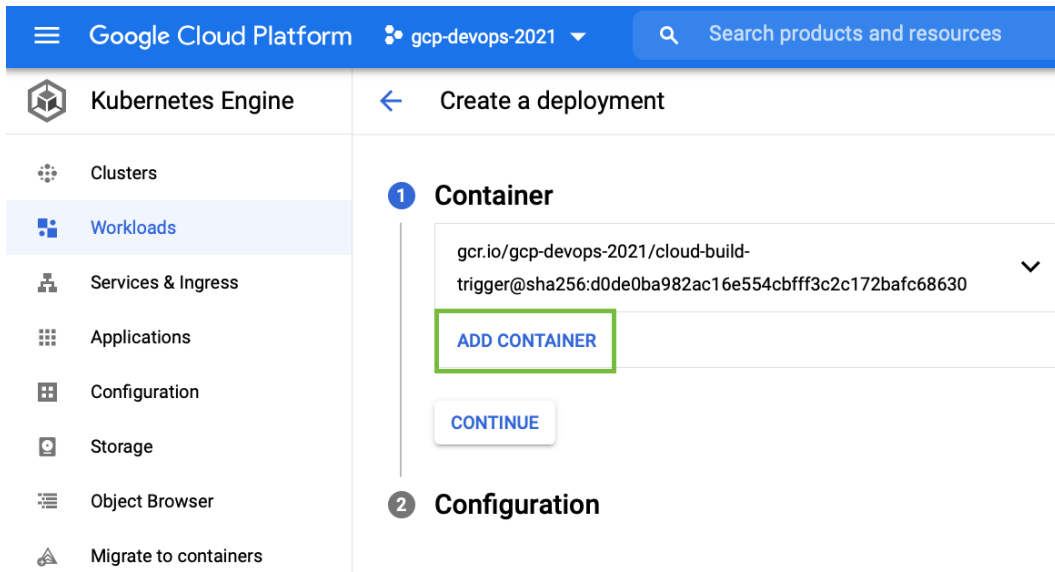 Google Cloud Platform
gcp-devops-2021
Search products and resources
Kubernetes Engine
Create a deployment
Clusters
Workloads
Services & Ingress
Applications
Configuration
Storage
Object Browser
Migrate to containers
1 Container
gcr.io/gcp-devops-2021/cloud-build-
trigger@sha256:d0de0ba982ac16e554cbfff3c2c172bafc68630
ADD CONTAINER
CONTINUE
2 Configuration